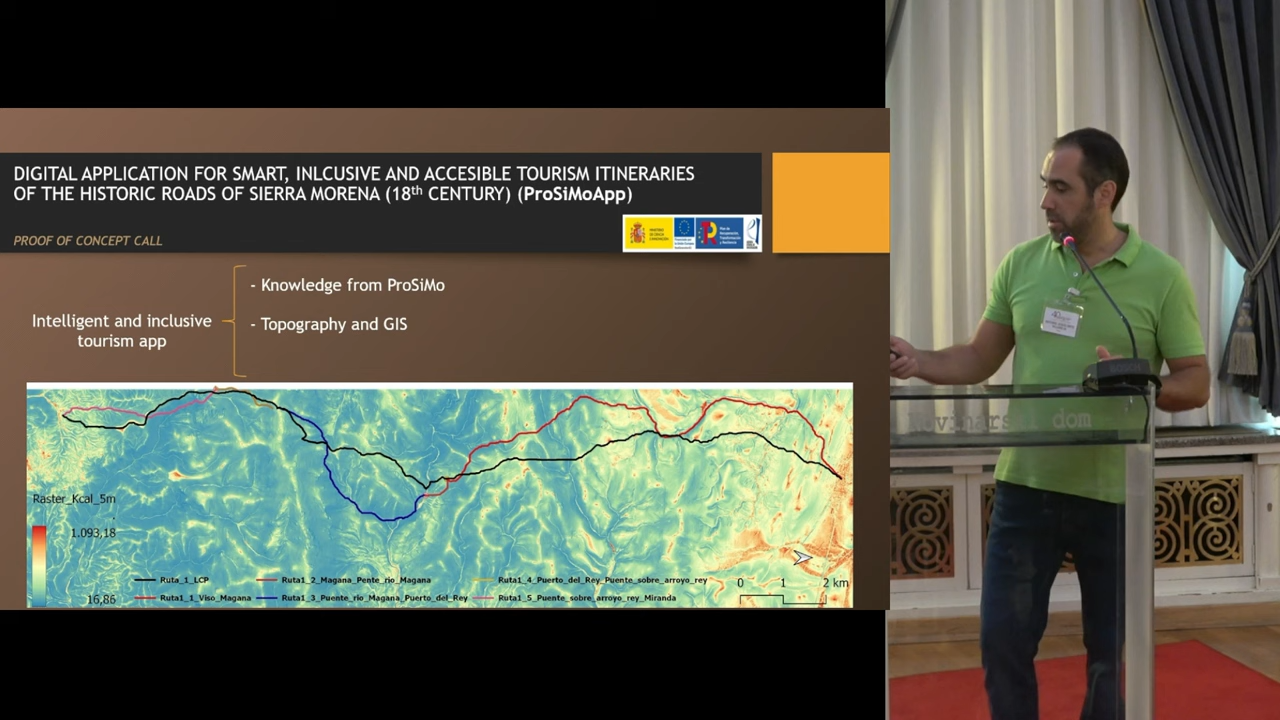 DIGITAL APPLICATION FOR SMART, INLCUSIVE AND ACCESIBLE TOURISM ITINERARIES
OF THE HISTORIC ROADS OF SIERRA MORENA (18th CENTURY) (ProSiMoApp)
PROOF OF CONCEPT CALL
- Knowledge from ProSiMo
Intelligent and inclusive
tourism app
- Topography and GIS
Raster_Kcal_5m
1.093,18
16,86
Ruta_1_LCP
Ruta1_2_Magana_Pente_rio_Magana
Ruta1_4_Puerto_del_Rey_Puente_sobre_arroyo_rey
Ruta1_1_Viso_Magana
Ruta1_3_Puente_rio_Magana_Puerto_del_Rey
Ruta1_5_Puente_sobre_arroyo_rey_Miranda
0 1 2 km
Novinars dom